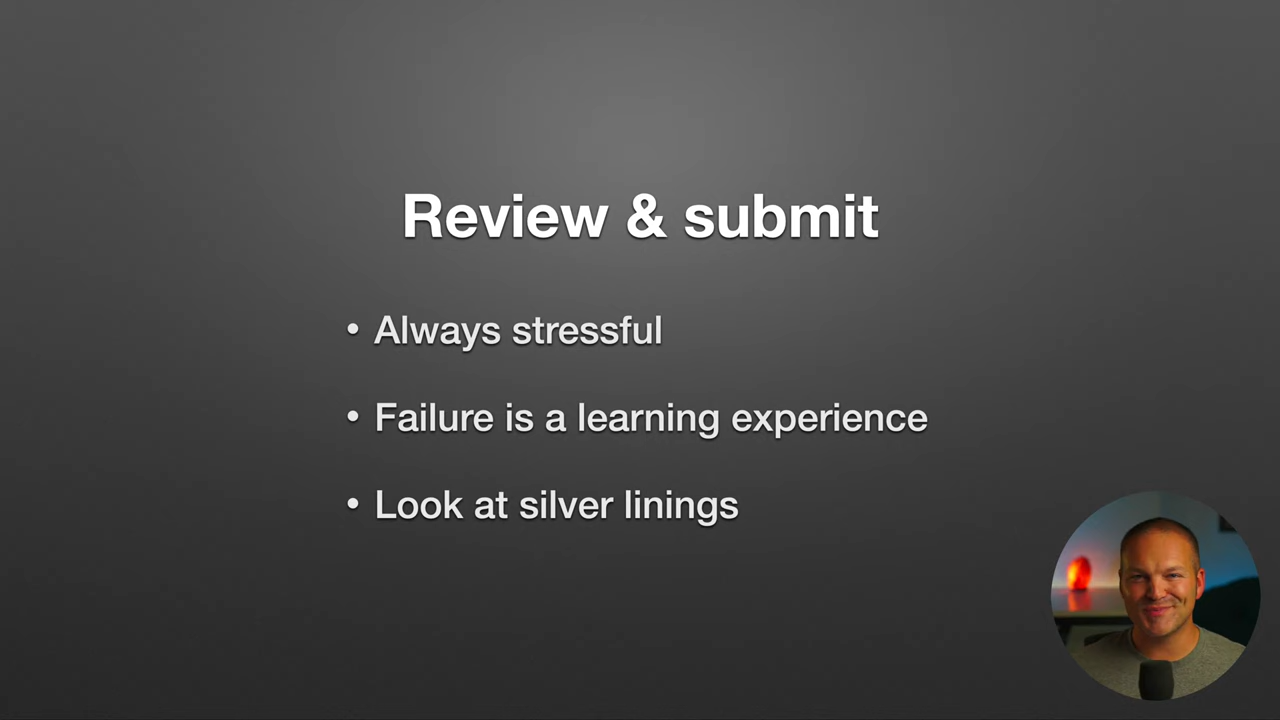 Review & submit
• Always stressful
• Failure is a learning experience
• Look at silver linings